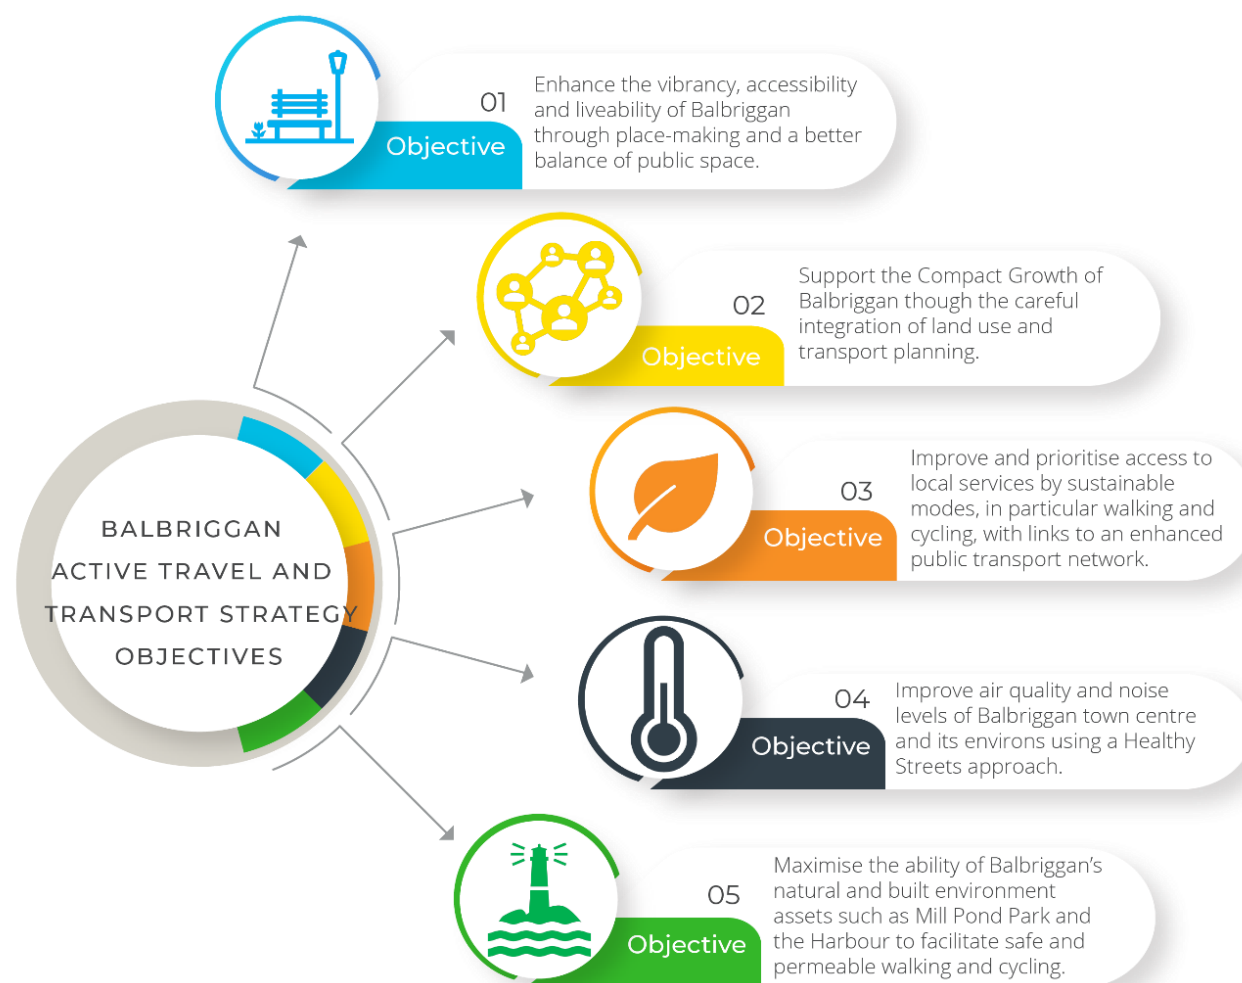 01
Objective
Enhance the vibrancy, accessibility
and liveability of Balbriggan
through place-making and a better
balance of public space.
02
Objective
Support the Compact Growth of
Balbriggan though the careful
integration of land use and
transport planning.
03
Objective
Improve and prioritise access to
local services by sustainable
modes, in particular walking and
cycling, with links to an enhanced
public transport network.
BALBRIGGAN
ACTIVE TRAVEL AND
TRANSPORT STRATEGY
OBJECTIVES
04
Objective
Improve air quality and noise
levels of Balbriggan town centre
and its environs using a Healthy
Streets approach.
05
Objective
Maximise the ability of Balbriggan’s
natural and built environment
assets such as Mill Pond Park and
the Harbour to facilitate safe and
permeable walking and cycling.